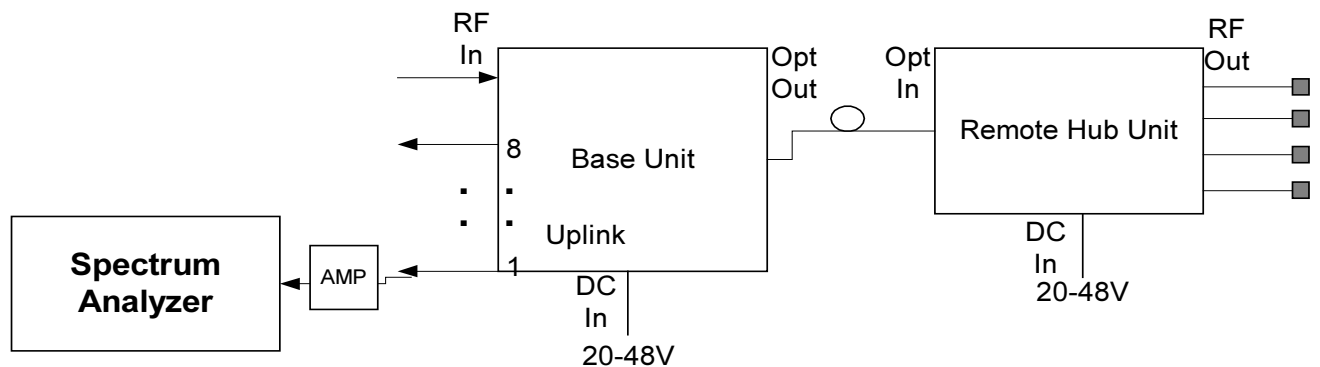 RF
In
Opt
Out
Opt
In
RF
Out
8
Base Unit
Remote Hub Unit
Uplink
1
Spectrum
Analyzer
AMP
DC
In
20-48V
DC
In
20-48V